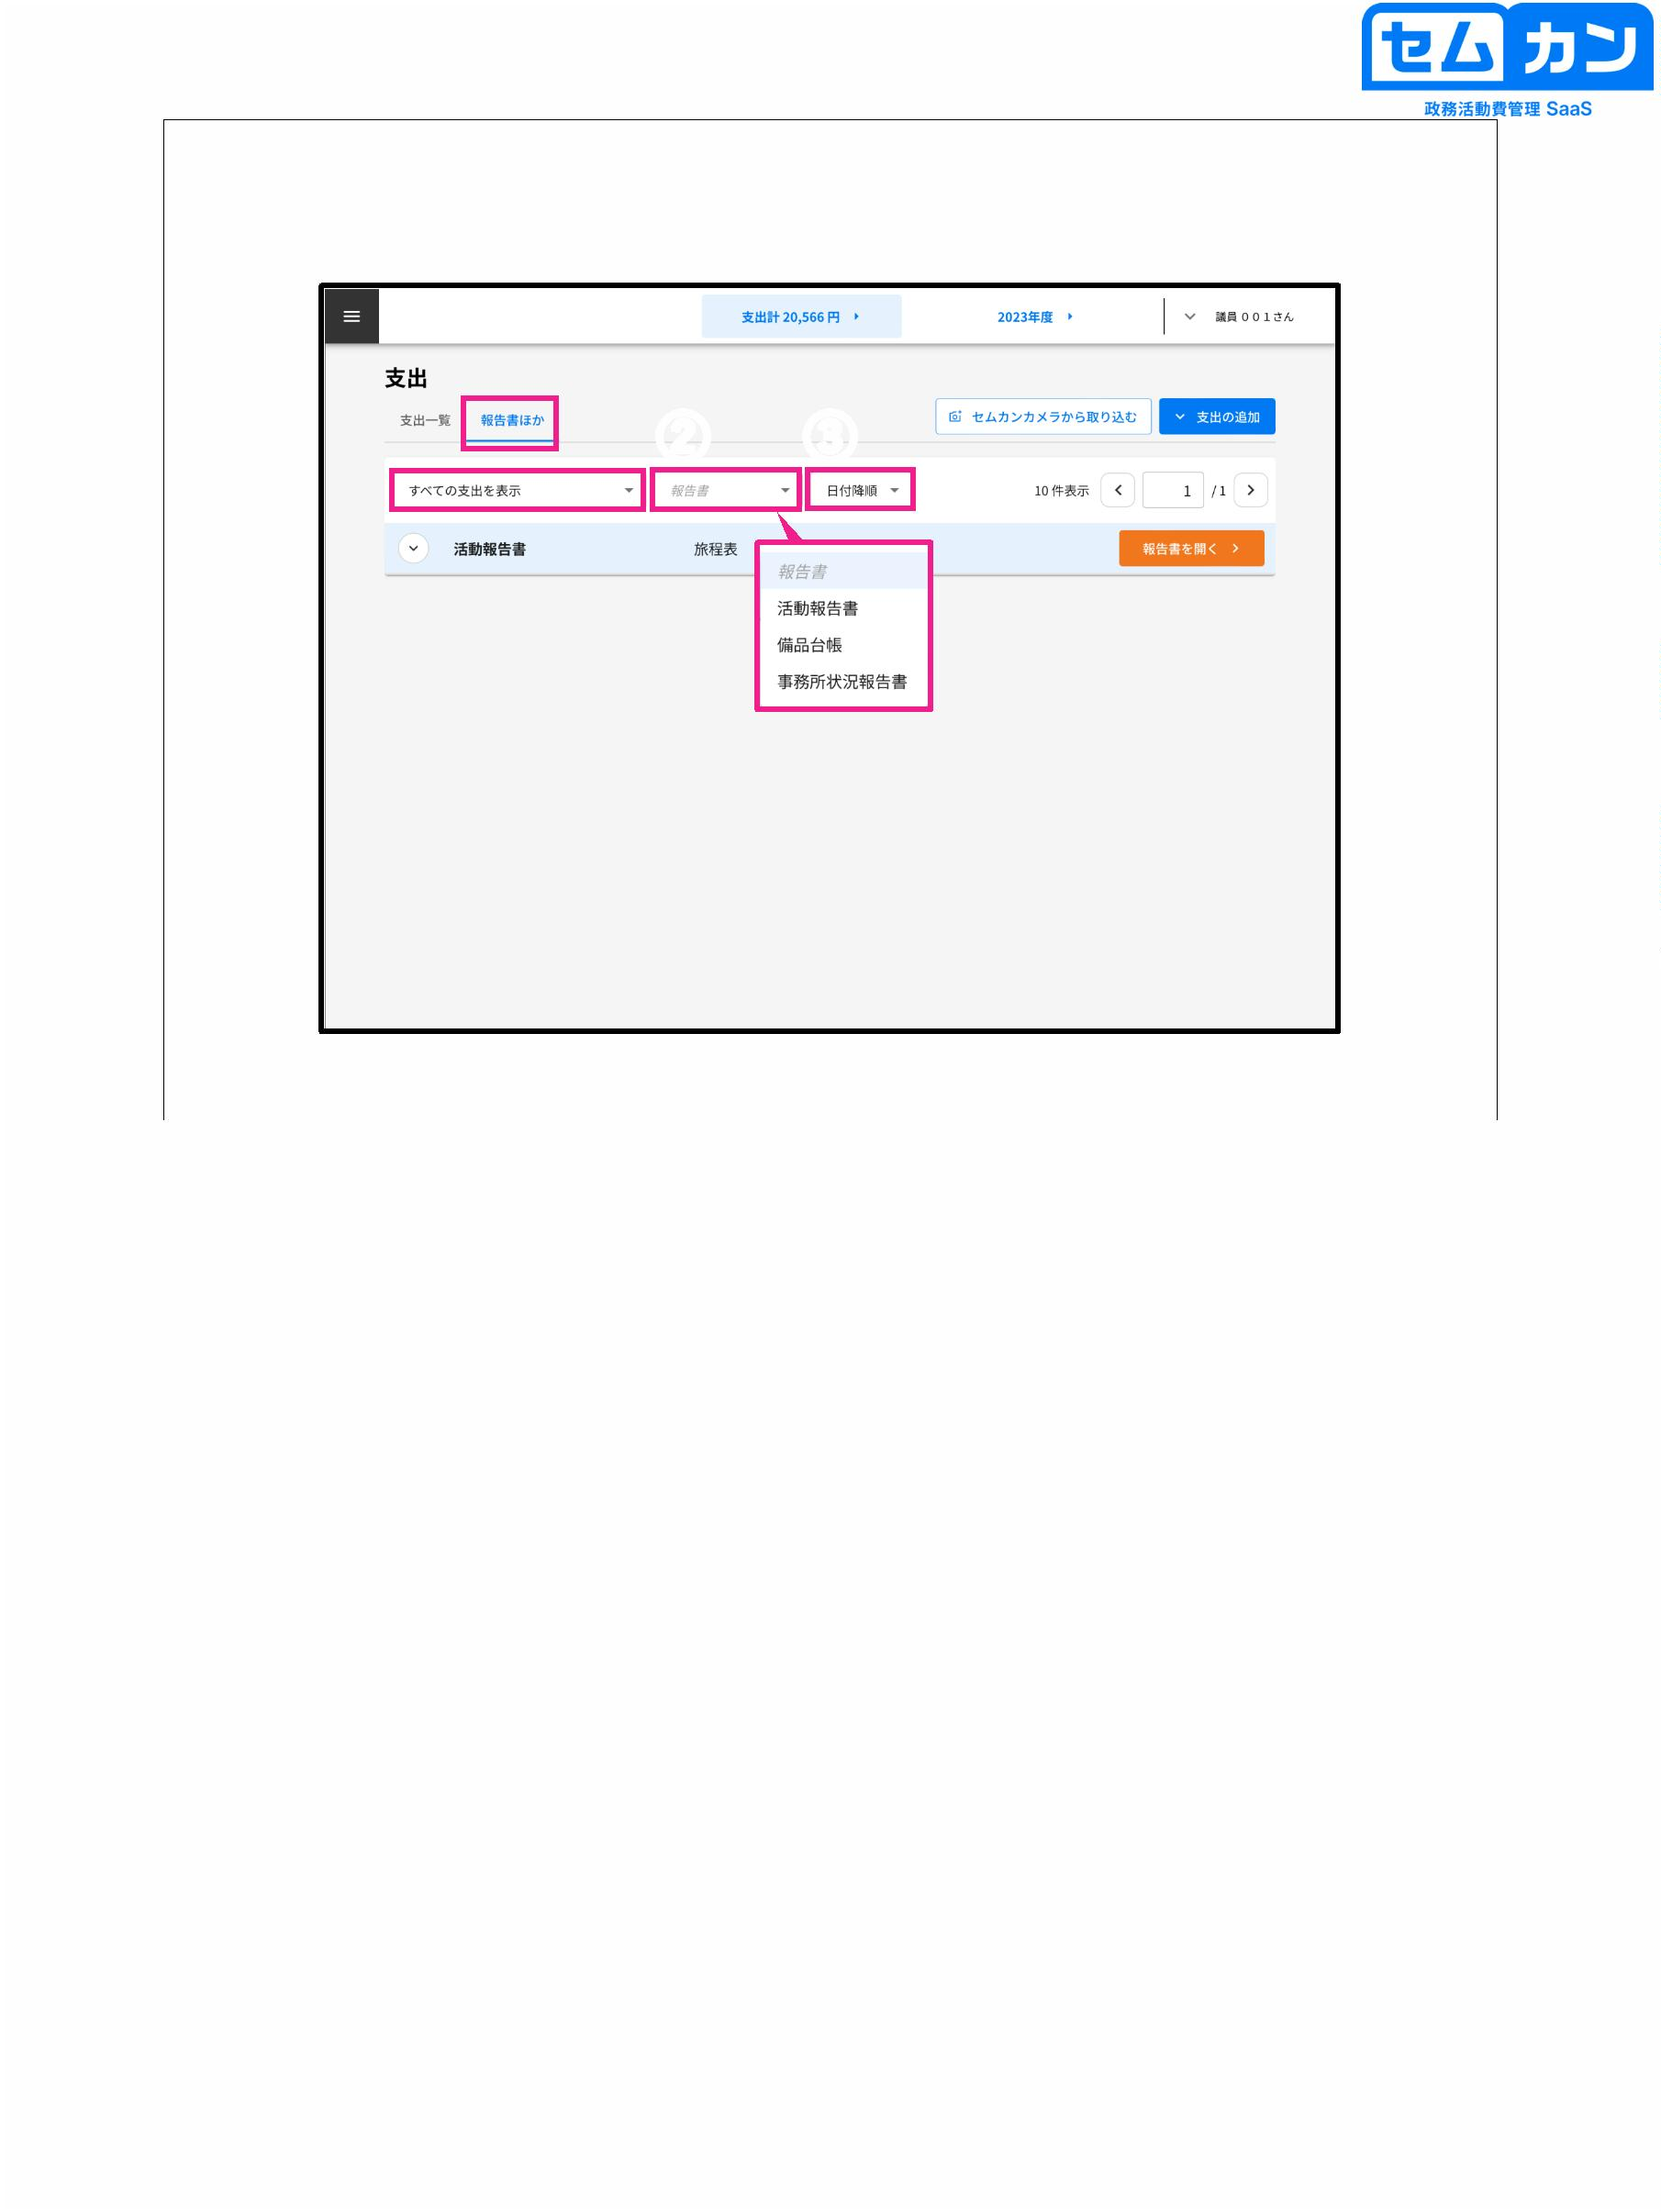 セムカン
政務活動費管理 SaaS
支出計 20,566 円
2023年度
議員００１さん
支出
支出一覧
報告書ほか
②
③
セムカンカメラから取り込む
支出の追加
すべての支出を表示
報告書
日付降順
10 件表示
1
/ 1
活動報告書
旅程表
報告書を開く
報告書
活動報告書
備品台帳
事務所状況報告書